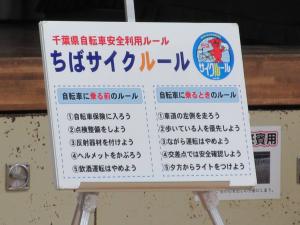 千葉県自転車安全利用ルール
ちばサイクルール
サイクルール
自転車に乗る前のルール
①自転車保険に入ろう
②点検整備をしよう
③反射器材を付けよう
④ヘルメットをかぶろう
⑤飲酒運転はやめよう
自転車に乗るときのルール
①車道の左側を走ろう
②歩いている人を優先しよう
③ながら運転はやめよう
④交差点では安全確認しよう
⑤夕方からライトをつけよう
賓用